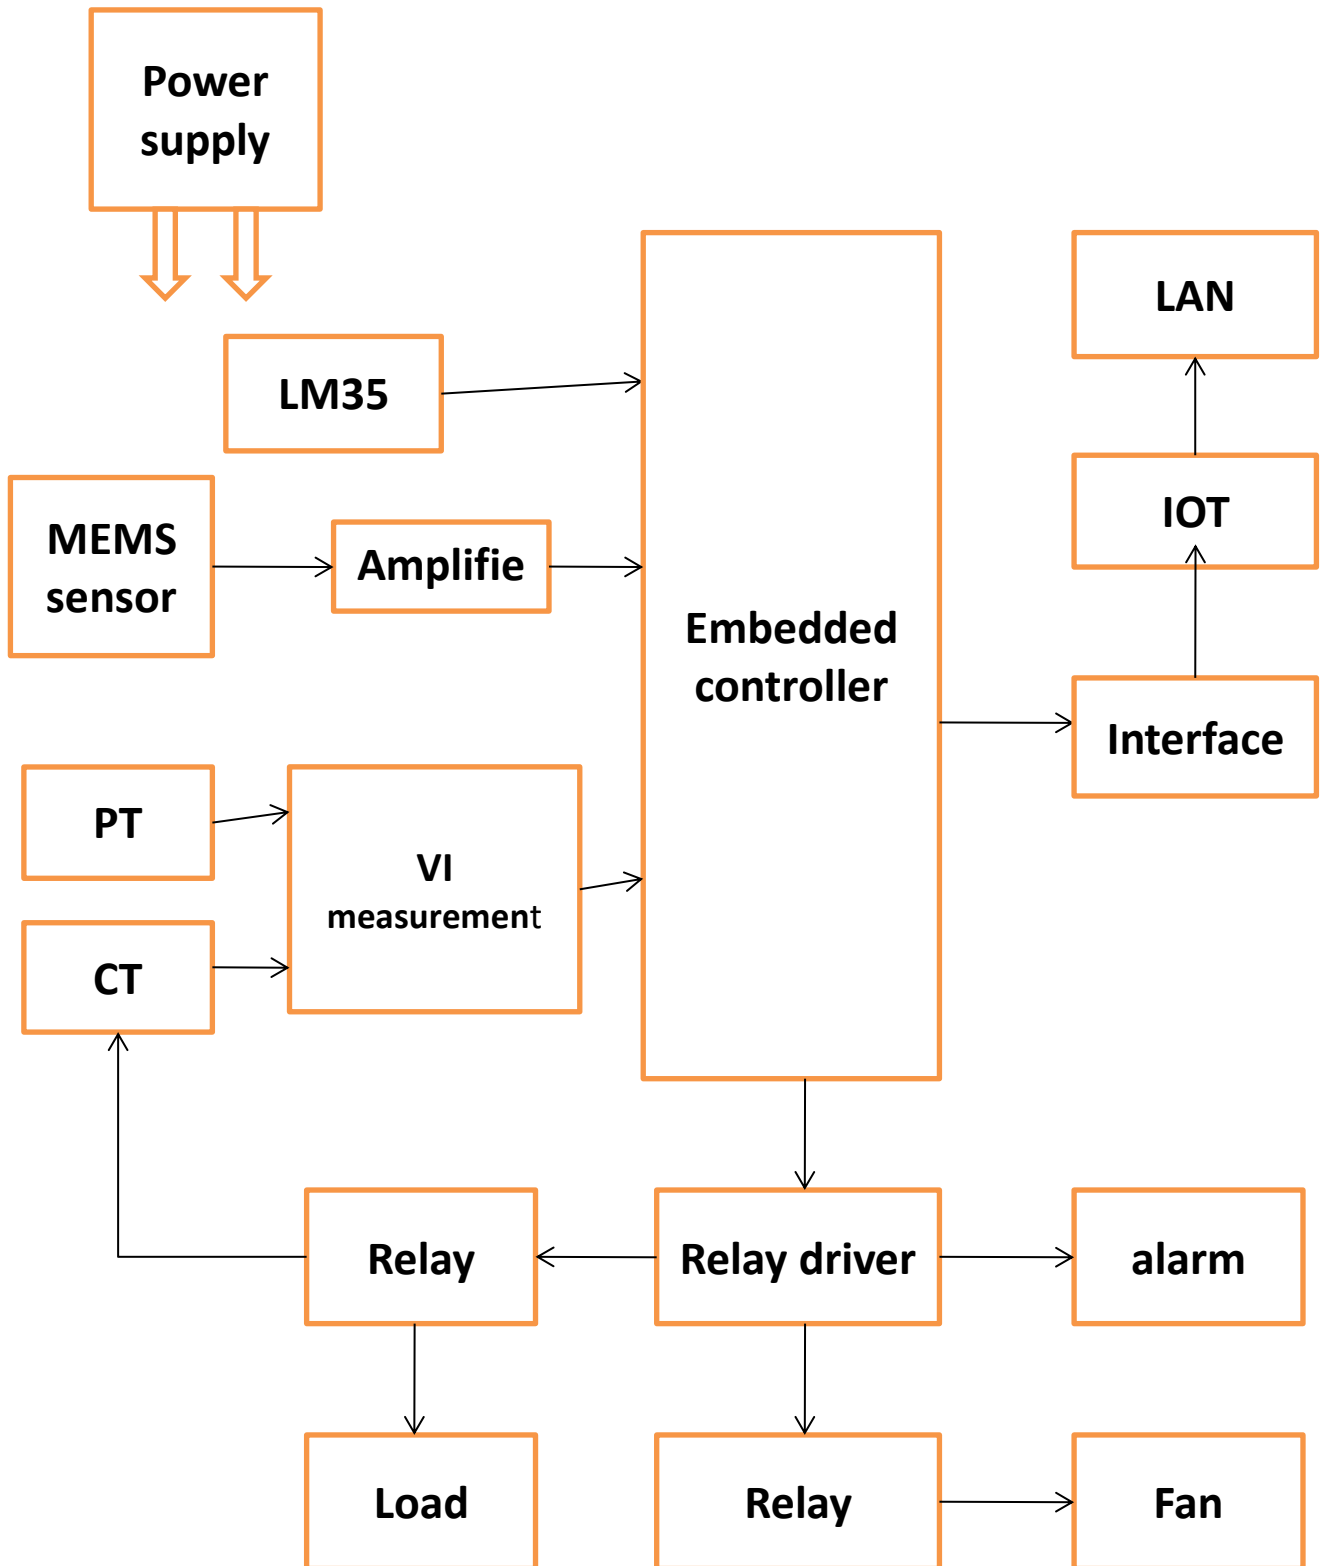 Power
supply
LAN
LM35
IOT
MEMS
sensor
Amplifie
Embedded
controller
Interface
PT
VI
measurement
CT
Relay
Relay driver
alarm
Load
Relay
Fan